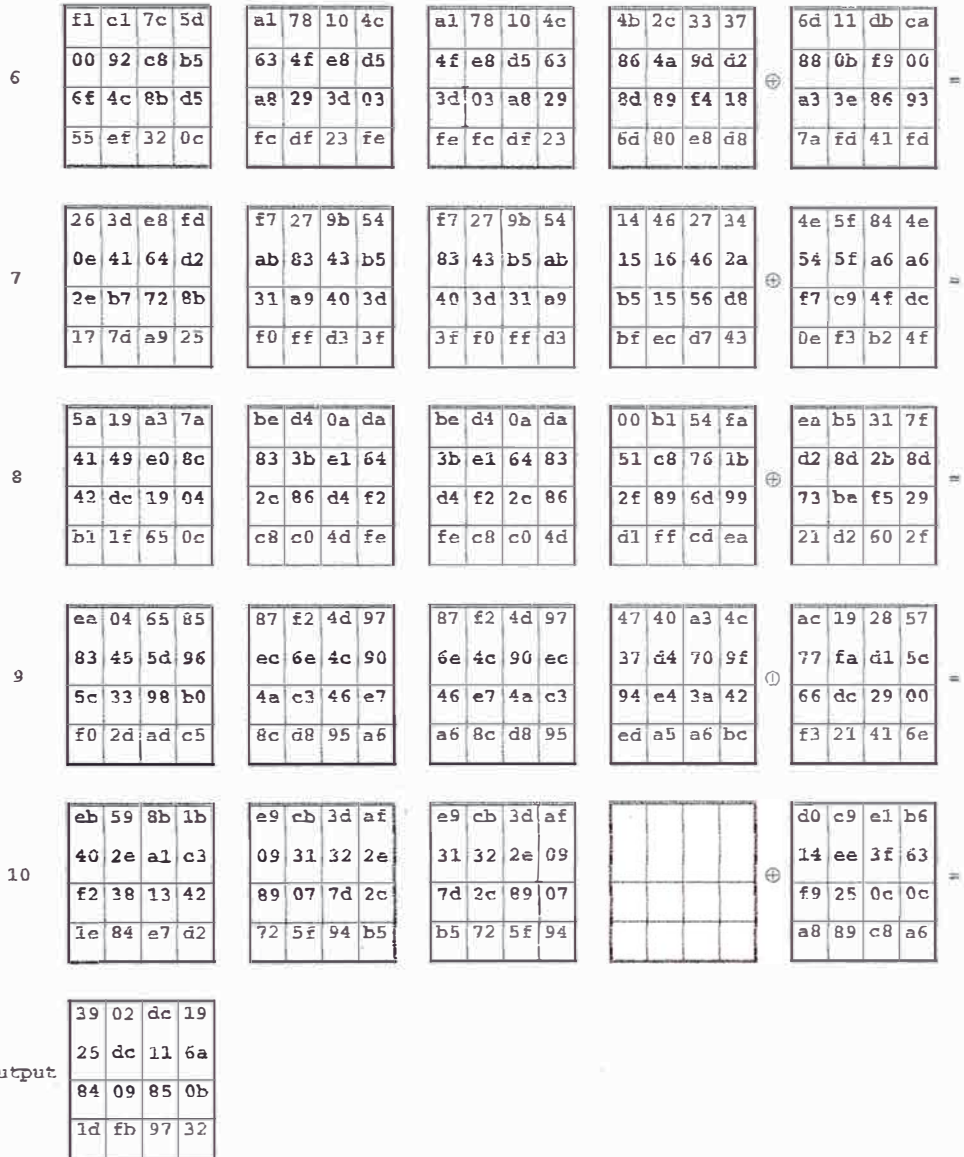 f1 c1 7c 5d a1 78 10 4c a1 78 10 4c 4b 2c 33 37 6d 11 db ca
00 92 c8 b5 63 4f e8 d5 4f e8 d5 63 86 4a 9d d2 88 0b f9 00
6 ⊕ =
6f 4c 8b d5 a8 29 3d 03 3d 03 a8 29 8d 89 f4 18 a3 3e 86 93
55 ef 32 0c fc df 23 fe fe fc df 23 6d 80 e8 d8 7a fd 41 fd
26 3d e8 fd f7 27 9b 54 f7 27 9b 54 14 46 27 34 4e 5f 84 4e
0e 41 64 d2 ab 83 43 b5 83 43 b5 ab 15 16 46 2a 54 5f a6 a6
7 ⊕ =
2e b7 72 8b 31 a9 40 3d 40 3d 31 a9 b5 15 56 d8 f7 c9 4f dc
17 7d a9 25 f0 ff d3 3f 3f f0 ff d3 bf ec d7 43 0e f3 b2 4f
5a 19 a3 7a be d4 0a da be d4 0a da 00 b1 54 fa ea b5 31 7f
41 49 e0 8c 83 3b e1 64 3b e1 64 83 51 c8 76 1b d2 8d 2b 8d
8 ⊕ =
42 dc 19 04 2c 86 d4 f2 d4 f2 2c 86 2f 89 6d 99 73 ba f5 29
b1 1f 65 0c c8 c0 4d fe fe c8 c0 4d d1 ff cd ea 21 d2 60 2f
ea 04 65 85 87 f2 4d 97 87 f2 4d 97 47 40 a3 4c ac 19 28 57
83 45 5d 96 ec 6e 4c 90 6e 4c 90 ec 37 d4 70 9f 77 fa d1 5c
9 ⊕ =
5c 33 98 b0 4a c3 46 e7 46 e7 4a c3 94 e4 3a 42 66 dc 29 00
f0 2d ad c5 8c d8 95 a6 a6 8c d8 95 ed a5 a6 bc f3 21 41 6e
eb 59 8b 1b e9 cb 3d af e9 cb 3d af d0 c9 e1 b6
40 2e a1 c3 09 31 32 2e 31 32 2e 09 14 ee 3f 63
10 ⊕ =
f2 38 13 42 89 07 7d 2c 7d 2c 89 07 f9 25 0c 0c
1e 84 e7 d2 72 5f 94 b5 b5 72 5f 94 a8 89 c8 a6
39 02 dc 19
25 dc 11 6a
utput
84 09 85 0b
1d fb 97 32